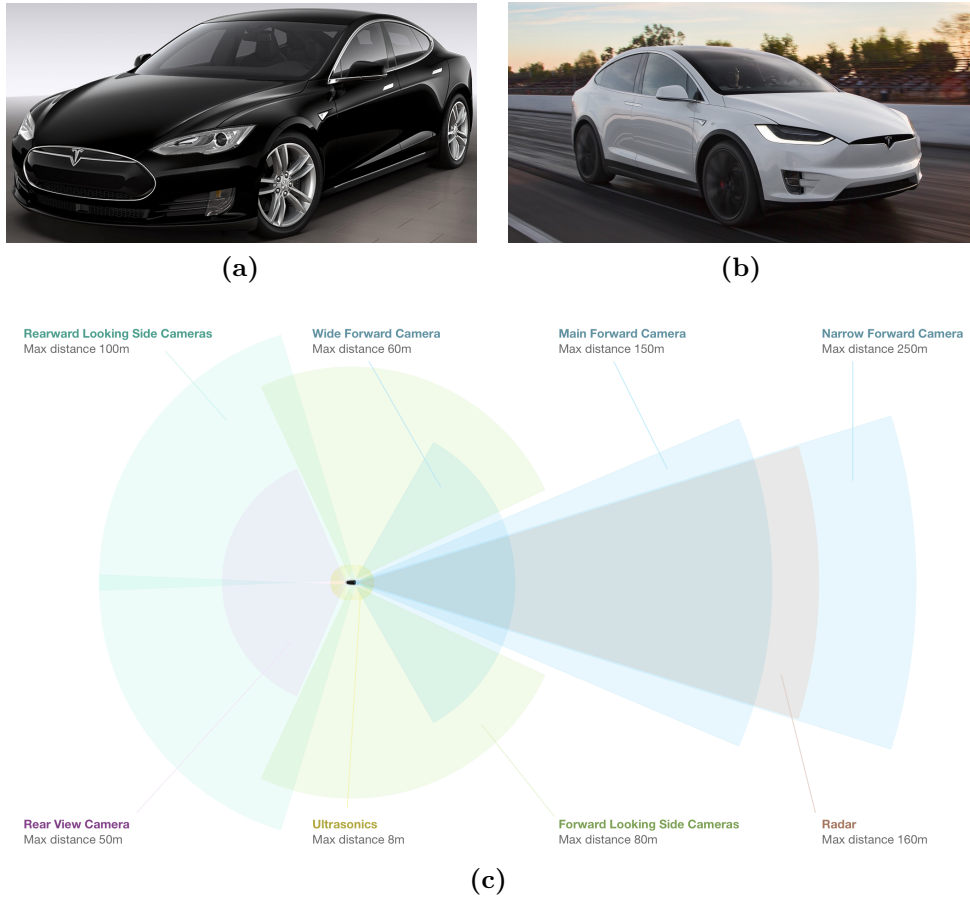 (a)
(b)
Rearward Looking Side Cameras
Max distance 100m
Wide Forward Camera
Max distance 60m
Main Forward Camera
Max distance 150m
Narrow Forward Camera
Max distance 250m
Rear View Camera
Max distance 50m
Ultrasonics
Max distance 8m
Forward Looking Side Cameras
Max distance 80m
Radar
Max distance 160m
(c)